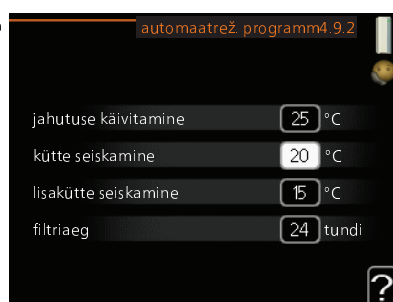 automaatrež. programm4.9.2
jahutuse käivitamine 25 °C
kütte seiskamine 20 °C
lisakütte seiskamine 15 °C
filtriaeg 24 tundi
?